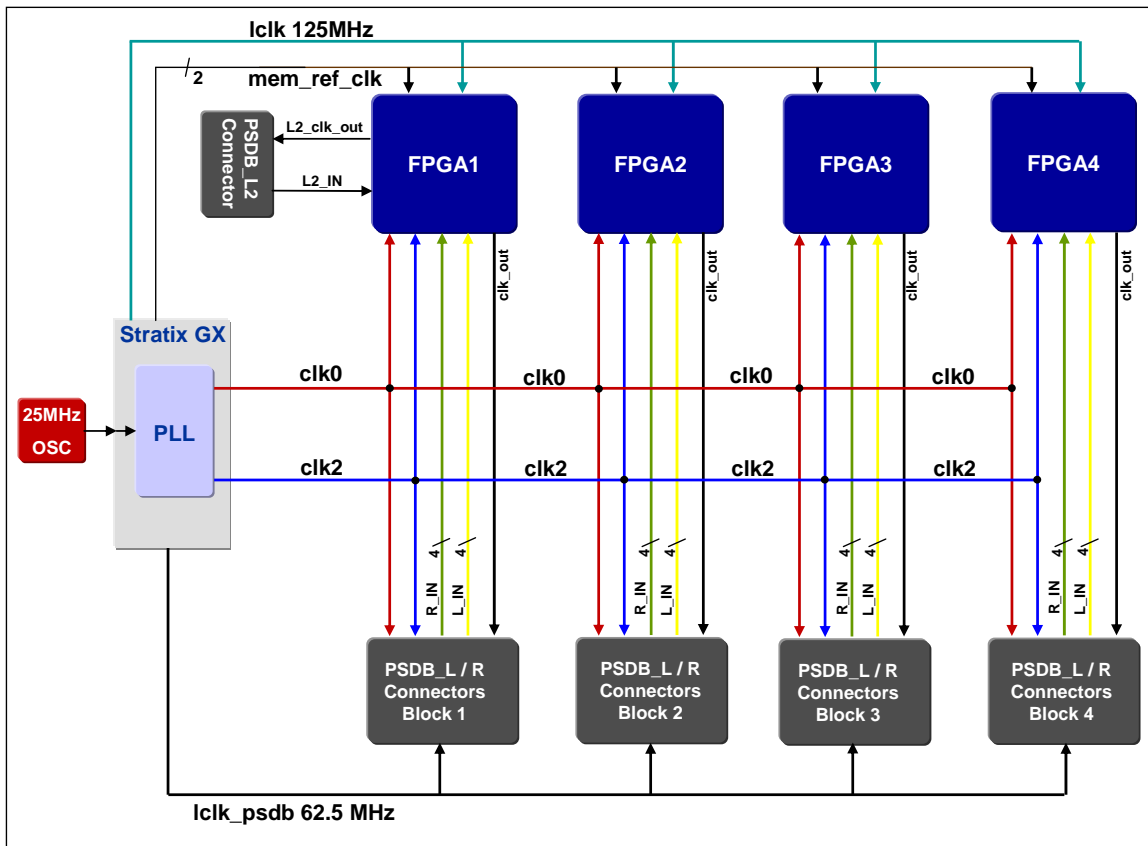 lclk 125MHz
2
mem_ref_clk
PSDB_L2
Connector
L2_clk_out
L2_IN
FPGA1
FPGA2
FPGA3
FPGA4
clk_out
clk_out
clk_out
clk_out
Stratix GX
PLL
25MHz
OSC
clk0
clk0
clk0
clk0
clk2
clk2
clk2
clk2
R_IN
4
L_IN
4
R_IN
4
L_IN
4
R_IN
4
L_IN
4
R_IN
4
L_IN
4
PSDB_L / R
Connectors
Block 1
PSDB_L / R
Connectors
Block 2
PSDB_L / R
Connectors
Block 3
PSDB_L / R
Connectors
Block 4
lclk_psdb 62.5 MHz